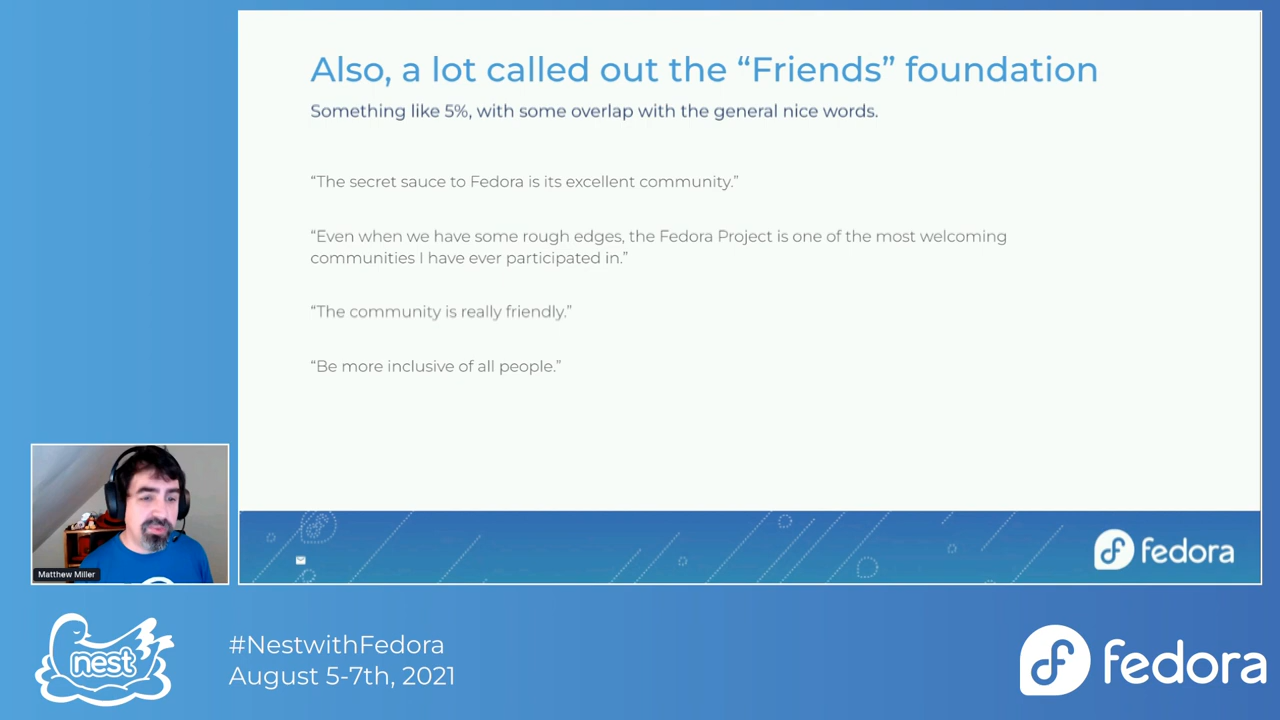 Also, a lot called out the “Friends” foundation
Something like 5%, with some overlap with the general nice words.
“The secret sauce to Fedora is its excellent community.”
“Even when we have some rough edges, the Fedora Project is one of the most welcoming
communities I have ever participated in.”
“The community is really friendly.”
“Be more inclusive of all people.”
fedora
Matthew Miller
nest
#NestwithFedora
August 5-7th, 2021
fedora